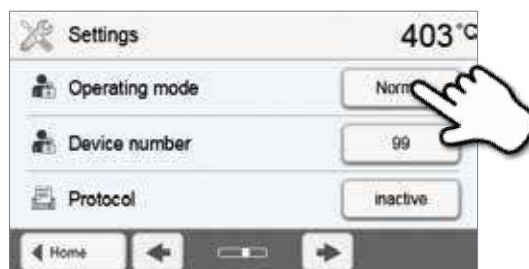 Settings 403 °C
Operating mode
Device number 99
Protocol inactive
Home